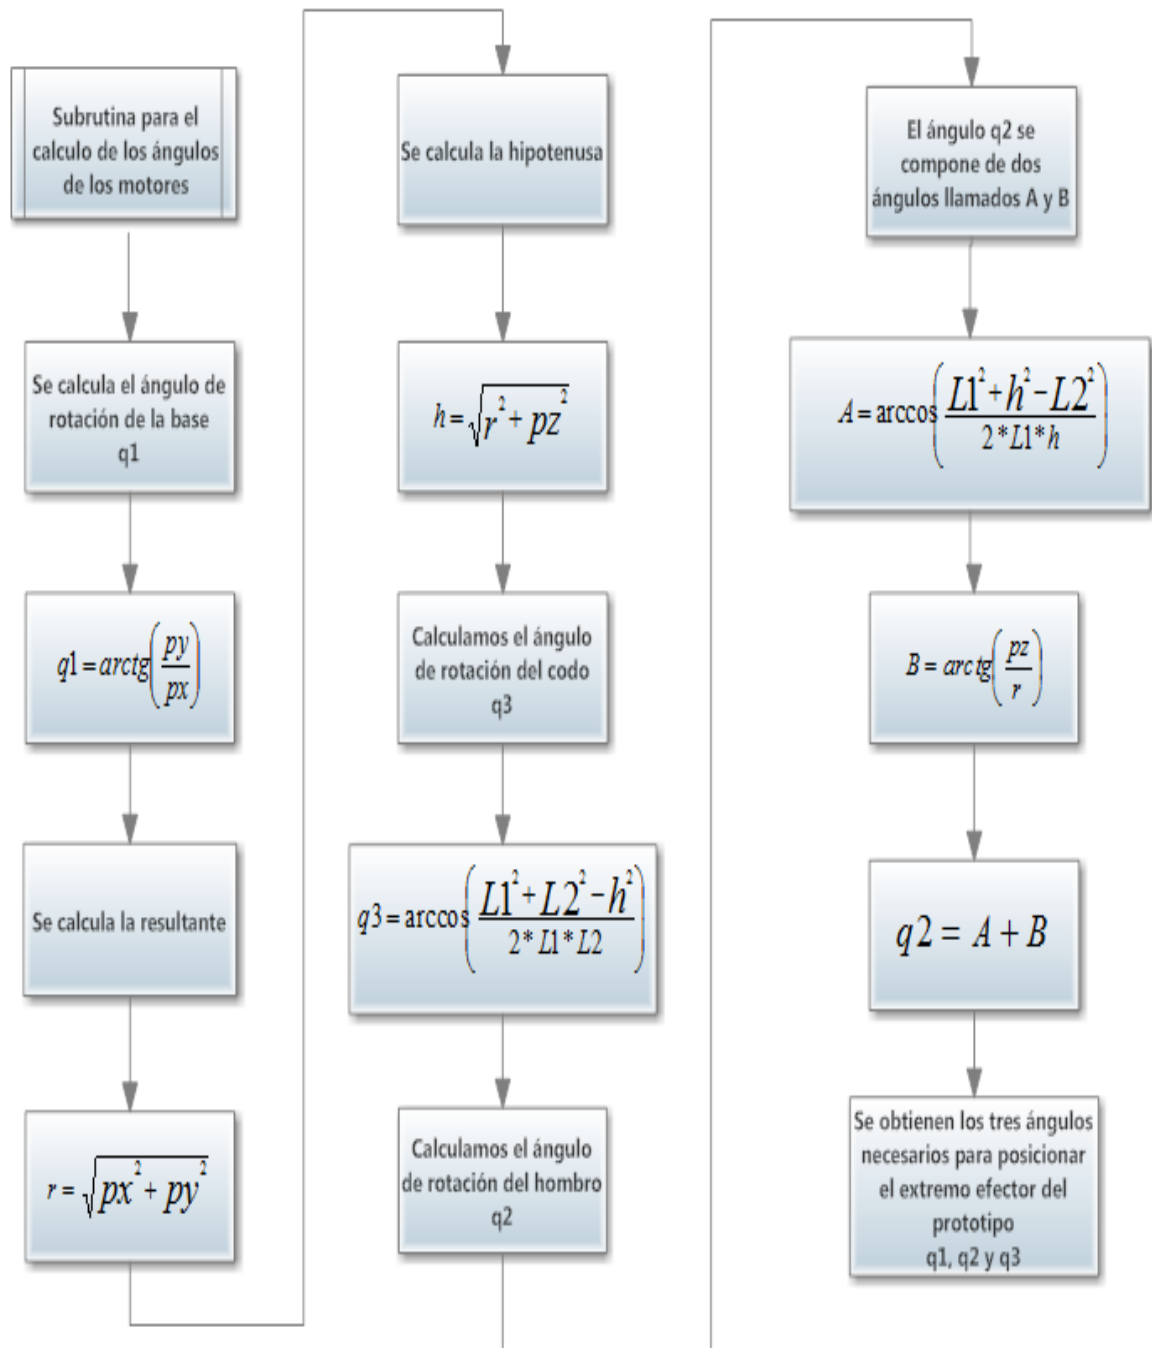 Subrutina para el
calculo de los ángulos
de los motores
Se calcula el ángulo de
rotación de la base
q1
q1 = arctg(py/px)
Se calcula la resultante
r = √(px² + py²)
Se calcula la hipotenusa
h = √(r² + pz²)
Calculamos el ángulo
de rotación del codo
q3
q3 = arccos((L1² + L2² − h²)/(2 * L1 * L2))
Calculamos el ángulo
de rotación del hombro
q2
El ángulo q2 se
compone de dos
ángulos llamados A y B
A = arccos((L1² + h² − L2²)/(2 * L1 * h))
B = arctg(pz/r)
q2 = A + B
Se obtienen los tres ángulos
necesarios para posicionar
el extremo efector del
prototipo
q1, q2 y q3